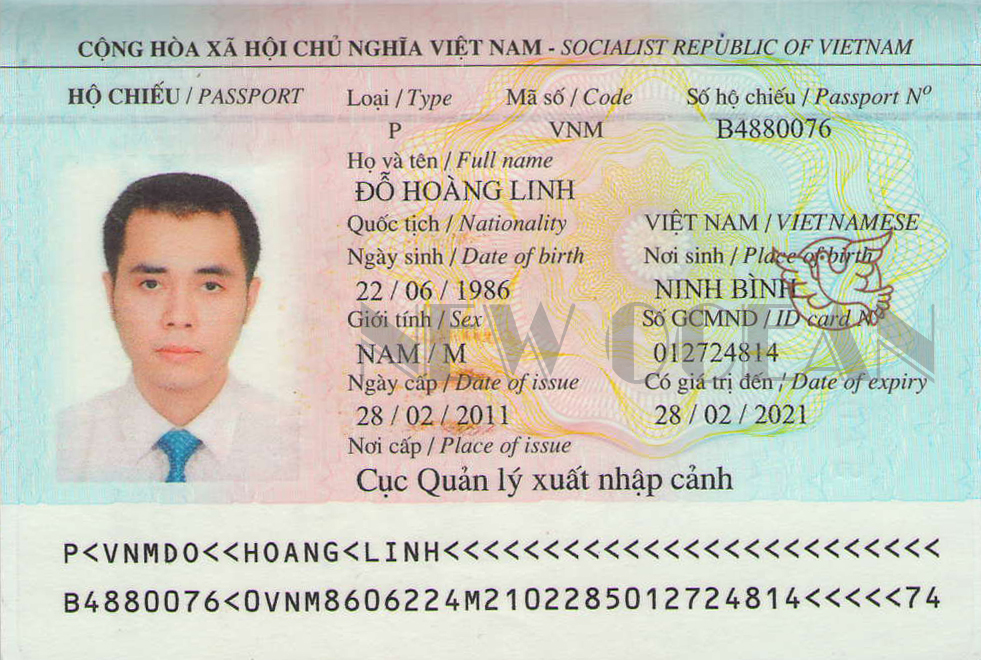 CỘNG HÒA XÃ HỘI CHỦ NGHĨA VIỆT NAM - SOCIALIST REPUBLIC OF VIETNAM
HỘ CHIẾU / PASSPORT Loại / Type Mã số / Code Số hộ chiếu / Passport Nº
P VNM B4880076
Họ và tên / Full name
ĐỖ HOÀNG LINH
Quốc tịch / Nationality VIỆT NAM / VIETNAMESE
Ngày sinh / Date of birth Nơi sinh / Place of birth
22 / 06 / 1986 NINH BÌNH
Giới tính / Sex Số GCMND / ID card Nº
NEW OCEAN
NAM / M 012724814
Ngày cấp / Date of issue Có giá trị đến / Date of expiry
28 / 02 / 2011 28 / 02 / 2021
Nơi cấp / Place of issue
Cục Quản lý xuất nhập cảnh
P<VNMDO<<HOANG<LINH<<<<<<<<<<<<<<<<<<<<<<<<<
B4880076<0VNM8606224M2102285012724814<<<<<74